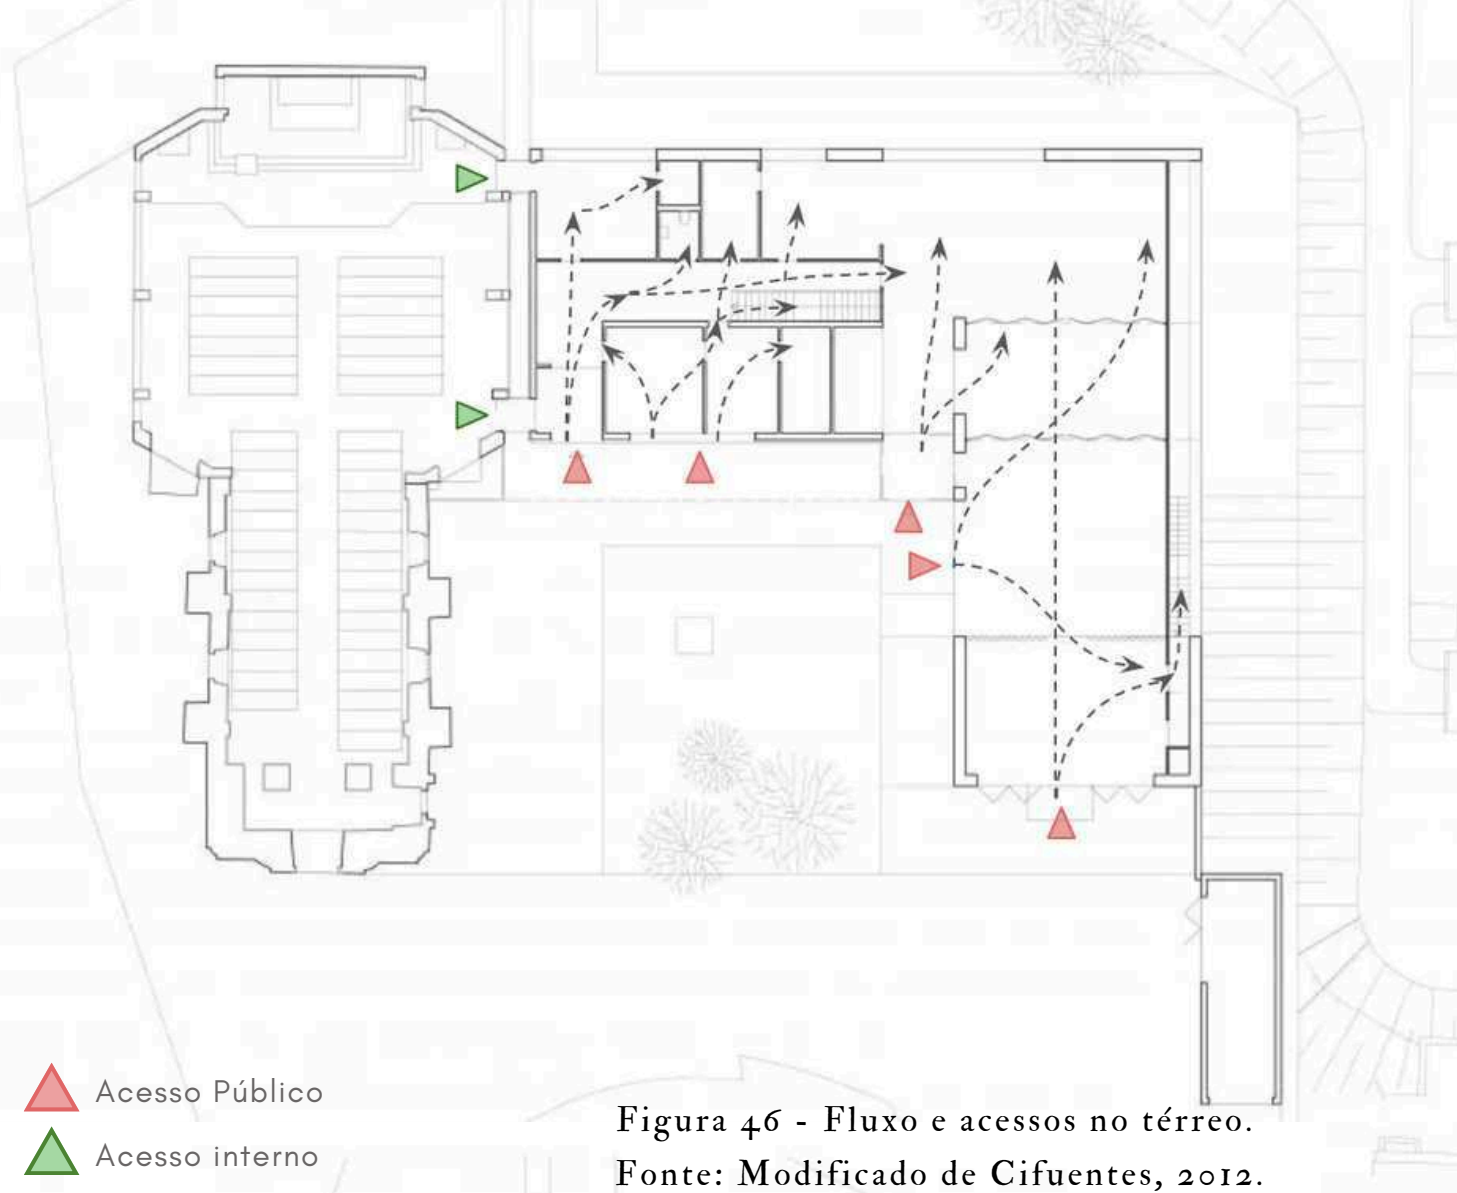 Acesso Público
Acesso interno
Figura 46 - Fluxo e acessos no térreo.
Fonte: Modificado de Cifuentes, 2012.